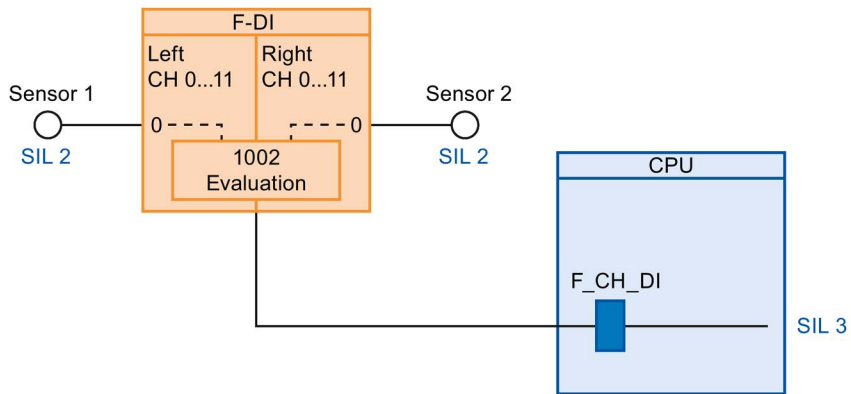 F-DI
Left
CH 0...11
Right
CH 0...11
Sensor 1
SIL 2
0
0
Sensor 2
SIL 2
1002
Evaluation
CPU
F_CH_DI
SIL 3